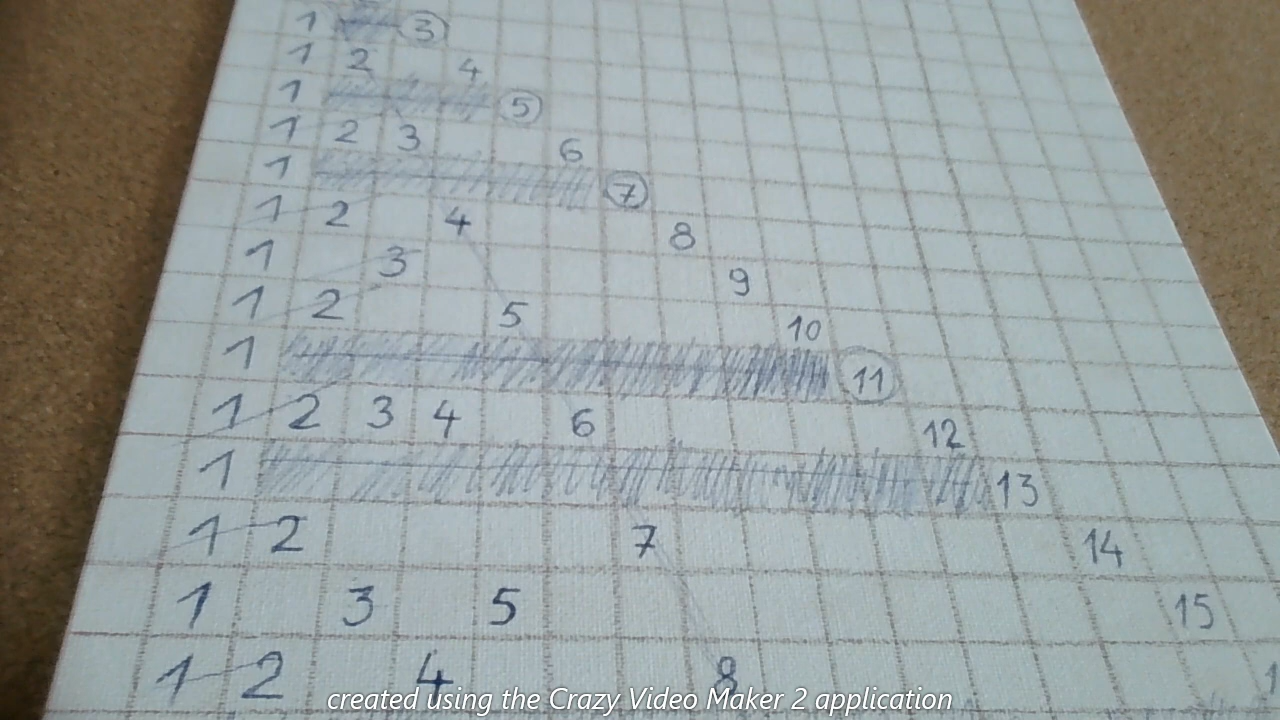 1 3
1 2 4
1 5
1 2 3 6
1 7
1 2 4 8
1 3 9
1 2 5 10
1 11
1 2 3 4 6 12
1 13
1 2 7 14
1 3 5 15
1 2 4 8
created using the Crazy Video Maker 2 application